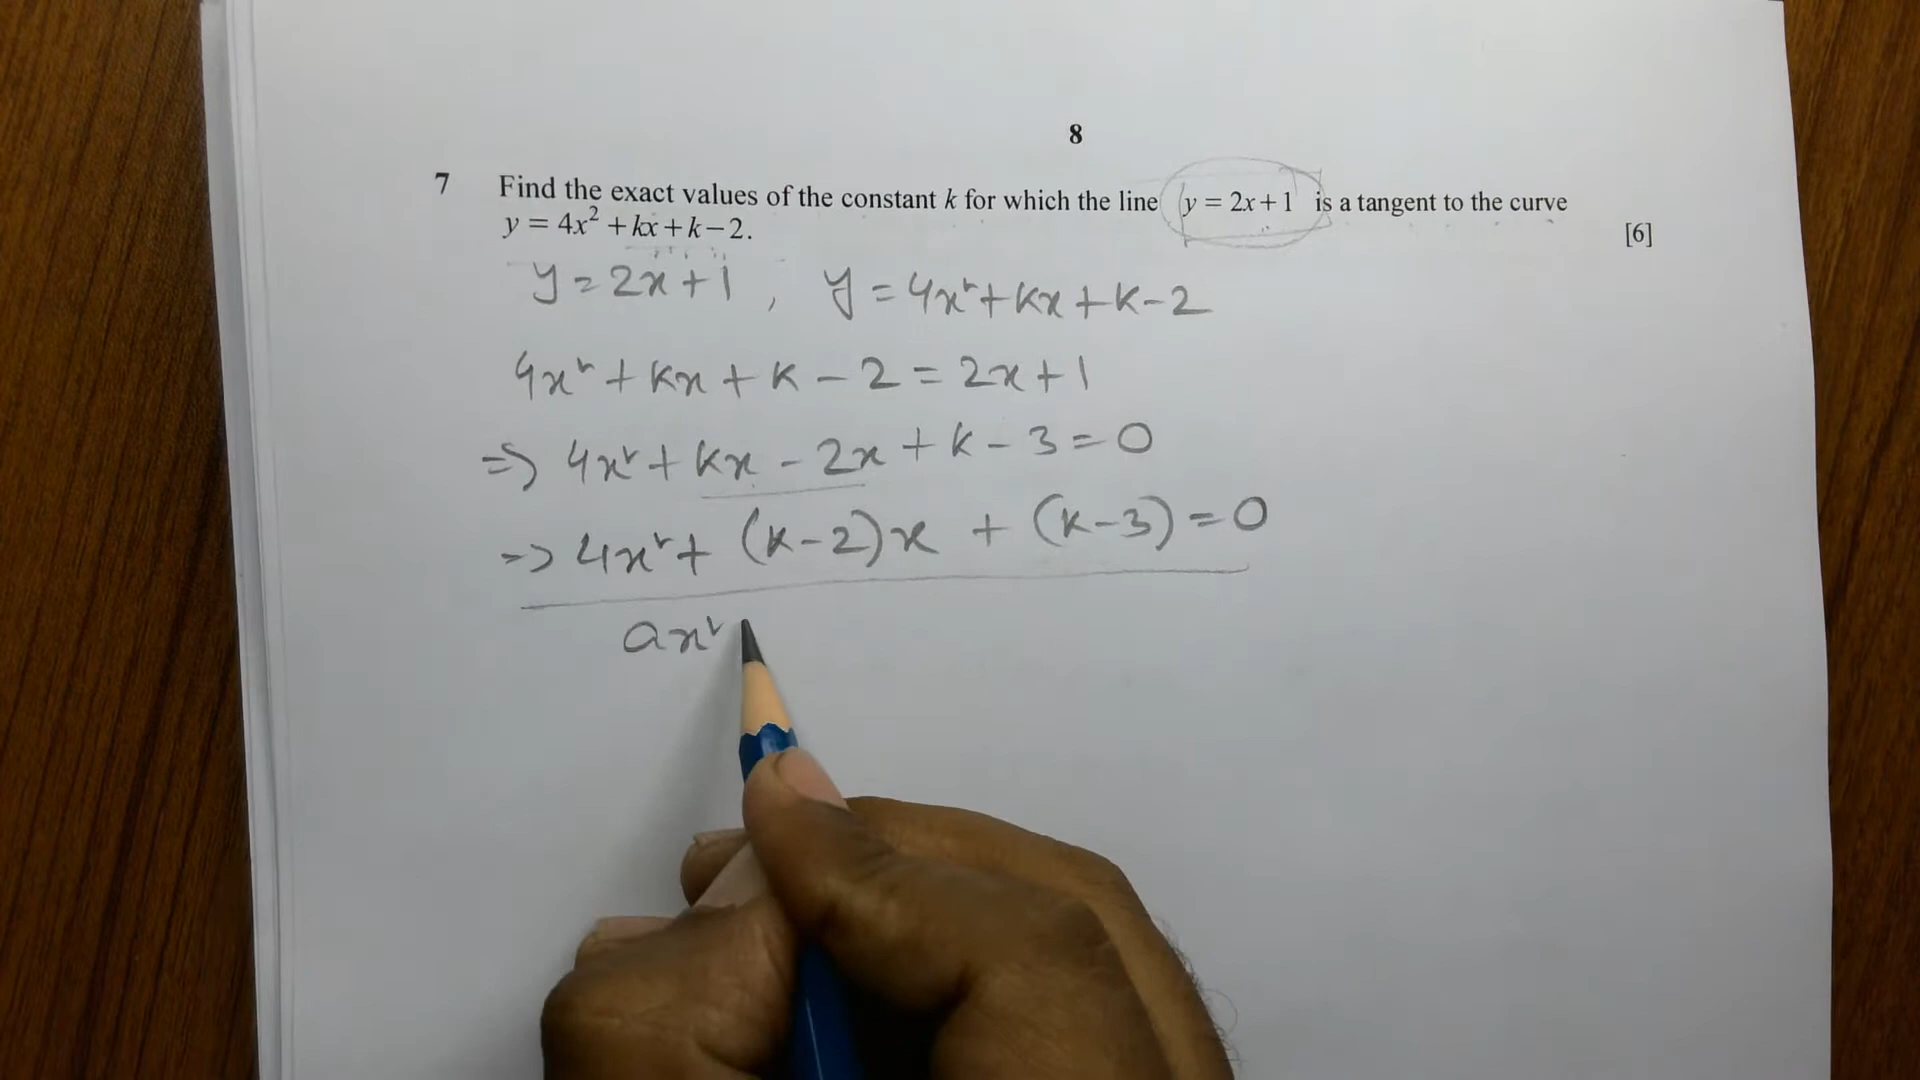 8
7 Find the exact values of the constant k for which the line y = 2x+1 is a tangent to the curve
y = 4x² + kx + k − 2.
[6]
y = 2x + 1 , y = 4x² + kx + k − 2
4x² + kx + k − 2 = 2x + 1
=> 4x² + kx − 2x + k − 3 = 0
=> 4x² + (k−2)x + (k−3) = 0
ax²